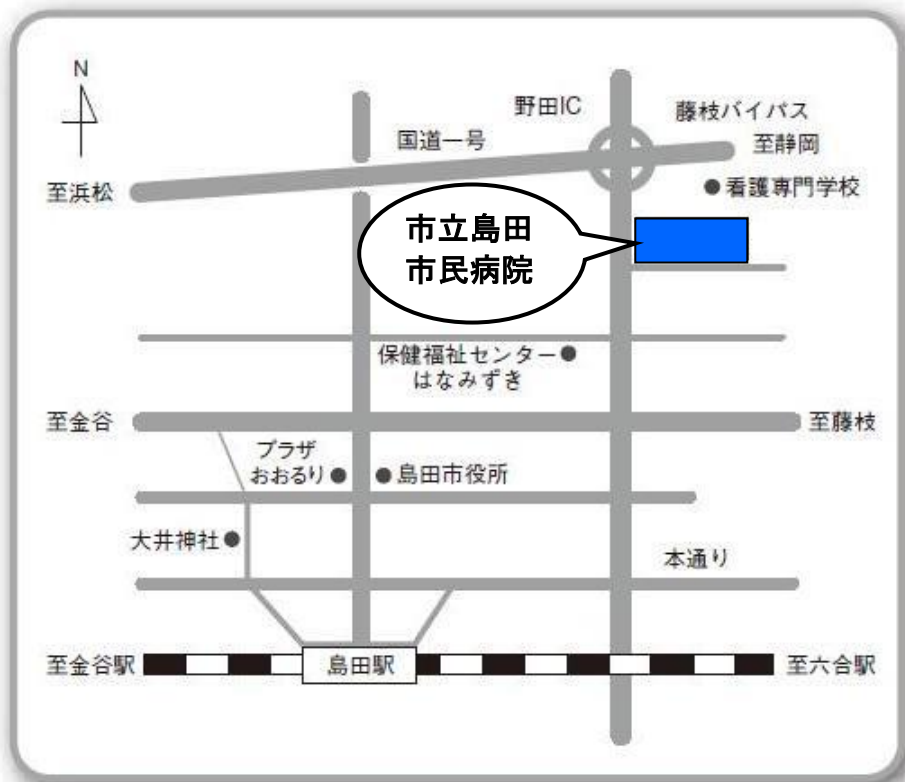 N
野田IC
藤枝バイパス
国道一号
至静岡
至浜松
看護専門学校
市立島田
市民病院
保健福祉センター
はなみずき
至金谷
至藤枝
プラザ
おおるり
島田市役所
大井神社
本通り
至金谷駅
島田駅
至六合駅